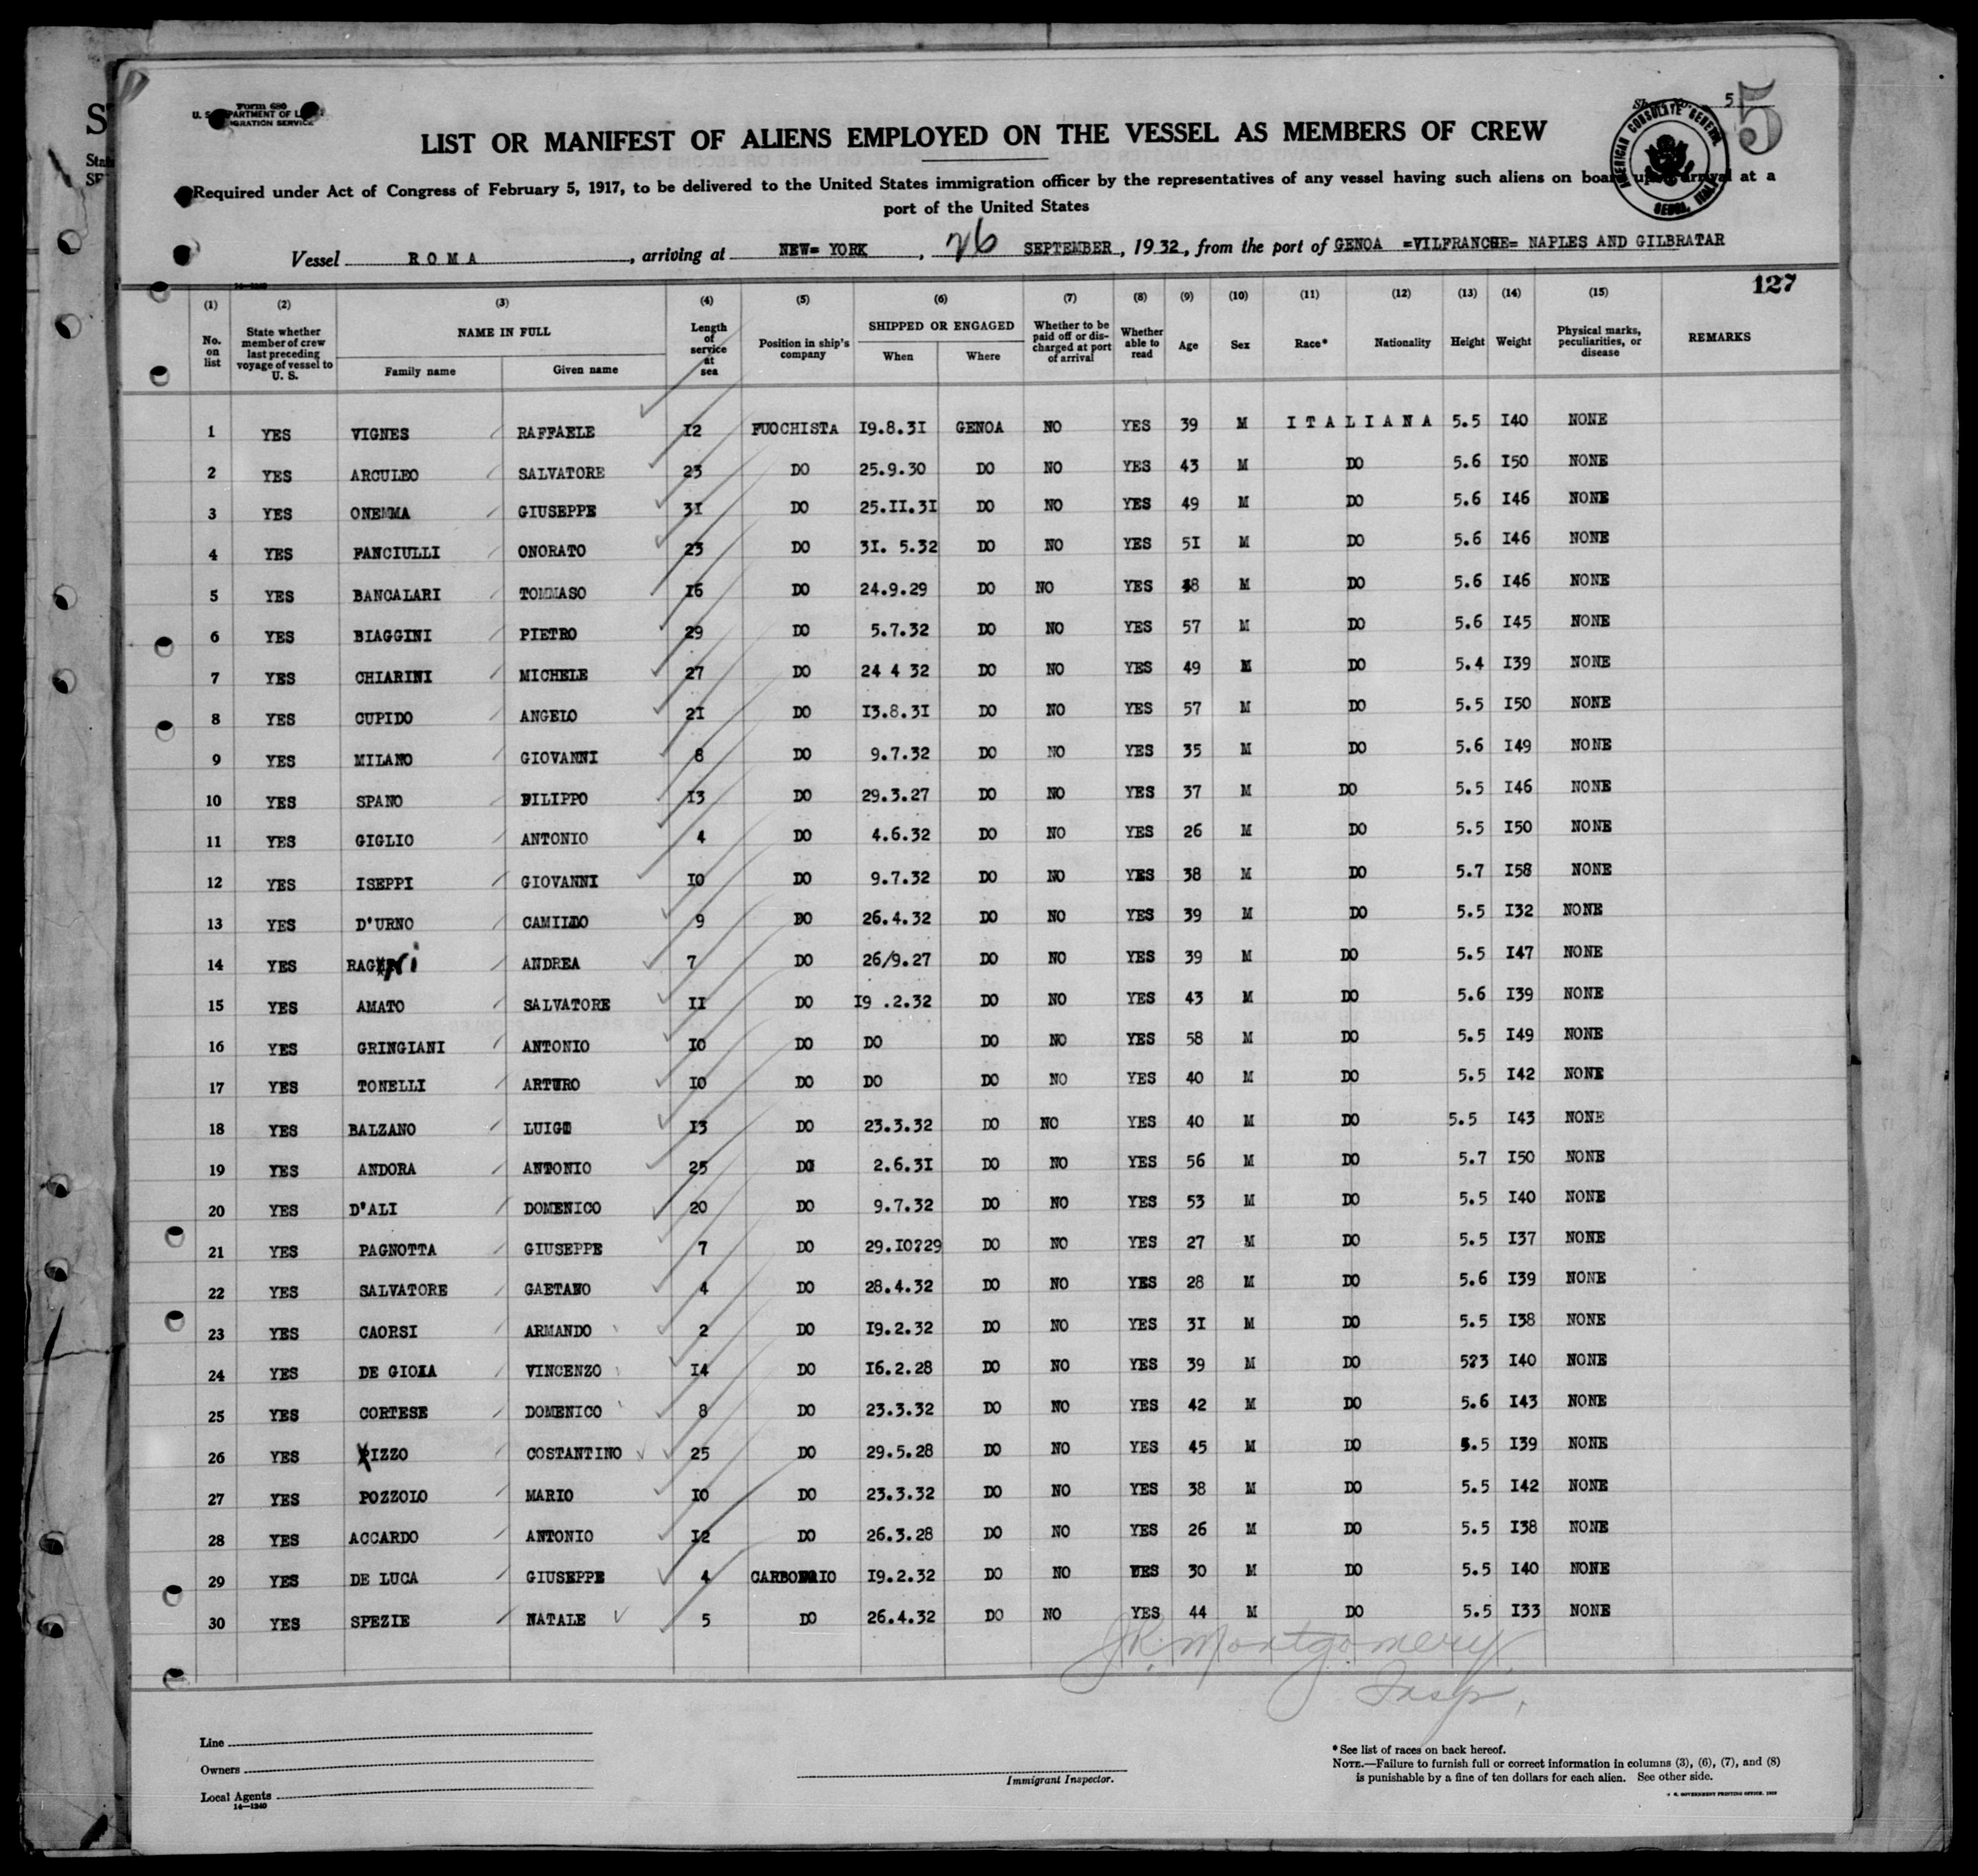 Form 680
LIST OR MANIFEST OF ALIENS EMPLOYED ON THE VESSEL AS MEMBERS OF CREW
5
5
AMERICAN CONSULATE GENERAL
GENOA, ITALY
Required under Act of Congress of February 5, 1917, to be delivered to the United States immigration officer by the representatives of any vessel having such aliens on board upon arrival at a
port of the United States
Vessel ROMA, arriving at NEW= YORK, 26 SEPTEMBER, 1932, from the port of GENOA =VILFRANCHE= NAPLES AND GILBRATAR
127
(1) (2) (3) (4) (5) (6) (7) (8) (9) (10) (11) (12) (13) (14) (15)
No. on list State whether member of crew last preceding voyage of vessel to U. S. NAME IN FULL Family name Given name Length of service at sea Position in ship's company SHIPPED OR ENGAGED When Where Whether to be paid off or discharged at port of arrival Whether able to read Age Sex Race* Nationality Height Weight Physical marks, peculiarities, or disease REMARKS
1 YES VIGNES RAFFAELE 12 FUOCHISTA I9.8.3I GENOA NO YES 39 M ITALIANA 5.5 I40 NONE
2 YES ARCULEO SALVATORE 23 DO 25.9.30 DO NO YES 43 M DO 5.6 I50 NONE
3 YES ONEMMA GIUSEPPE 3I DO 25.II.3I DO NO YES 49 M DO 5.6 I46 NONE
4 YES FANCIULLI ONORATO 23 DO 3I. 5.32 DO NO YES 5I M DO 5.6 I46 NONE
5 YES BANCALARI TOMMASO I6 DO 24.9.29 DO NO YES 48 M DO 5.6 I46 NONE
6 YES BIAGGINI PIETRO 29 DO 5.7.32 DO NO YES 57 M DO 5.6 I45 NONE
7 YES CHIARINI MICHELE 27 DO 24 4 32 DO NO YES 49 M DO 5.4 I39 NONE
8 YES CUPIDO ANGELO 2I DO I3.8.3I DO NO YES 57 M DO 5.5 I50 NONE
9 YES MILANO GIOVANNI 8 DO 9.7.32 DO NO YES 35 M DO 5.6 I49 NONE
10 YES SPANO FILIPPO I3 DO 29.3.27 DO NO YES 37 M DO 5.5 I46 NONE
11 YES GIGLIO ANTONIO 4 DO 4.6.32 DO NO YES 26 M DO 5.5 I50 NONE
12 YES ISEPPI GIOVANNI IO DO 9.7.32 DO NO YES 38 M DO 5.7 I58 NONE
13 YES D'URNO CAMILLO 9 DO 26.4.32 DO NO YES 39 M DO 5.5 I32 NONE
14 YES ANDREA 7 DO 26/9.27 DO NO YES 39 M DO 5.5 I47 NONE
15 YES AMATO SALVATORE II DO I9 .2.32 DO NO YES 43 M DO 5.6 I39 NONE
16 YES GRINGIANI ANTONIO IO DO DO DO NO YES 58 M DO 5.5 I49 NONE
17 YES TONELLI ARTURO IO DO DO DO NO YES 40 M DO 5.5 I42 NONE
18 YES BALZANO LUIGI I3 DO 23.3.32 DO NO YES 40 M DO 5.5 I43 NONE
19 YES ANDORA ANTONIO 25 DO 2.6.3I DO NO YES 56 M DO 5.7 I50 NONE
20 YES D'ALI DOMENICO 20 DO 9.7.32 DO NO YES 53 M DO 5.5 I40 NONE
21 YES PAGNOTTA GIUSEPPE 7 DO 29.IO?29 DO NO YES 27 M DO 5.5 I37 NONE
22 YES SALVATORE GAETANO 4 DO 28.4.32 DO NO YES 28 M DO 5.6 I39 NONE
23 YES CAORSI ARMANDO 2 DO I9.2.32 DO NO YES 3I M DO 5.5 I38 NONE
24 YES DE GIOIA VINCENZO I4 DO I6.2.28 DO NO YES 39 M DO 5?3 I40 NONE
25 YES CORTESE DOMENICO 8 DO 23.3.32 DO NO YES 42 M DO 5.6 I43 NONE
26 YES RIZZO COSTANTINO 25 DO 29.5.28 DO NO YES 45 M DO 5.5 I39 NONE
27 YES POZZOLO MARIO IO DO 23.3.32 DO NO YES 38 M DO 5.5 I42 NONE
28 YES ACCARDO ANTONIO I2 DO 26.3.28 DO NO YES 26 M DO 5.5 I38 NONE
29 YES DE LUCA GIUSEPPE 4 I9.2.32 DO NO YES 30 M DO 5.5 I40 NONE
30 YES SPEZIE NATALE 5 DO 26.4.32 DO NO YES 44 M DO 5.5 I33 NONE
J.R. Montgomery
Insp.
Line
Owners
Local Agents
14—1240
Immigrant Inspector.
*See list of races on back hereof.
NOTE.—Failure to furnish full or correct information in columns (3), (6), (7), and (8)
is punishable by a fine of ten dollars for each alien. See other side.